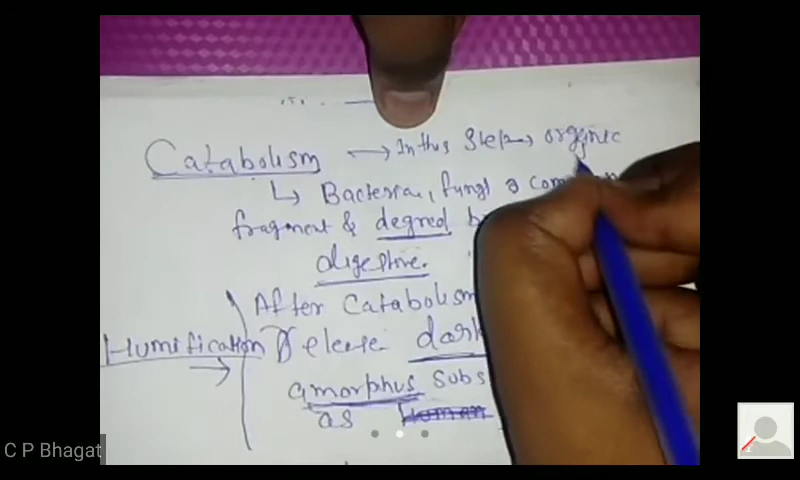 Catabolism → In this step, organic
↳ Bacteria, fungi &
fragment & degred
digestive.
After Catabolism
Humification Release dark
amorphus Subs
as Human
C P Bhagat